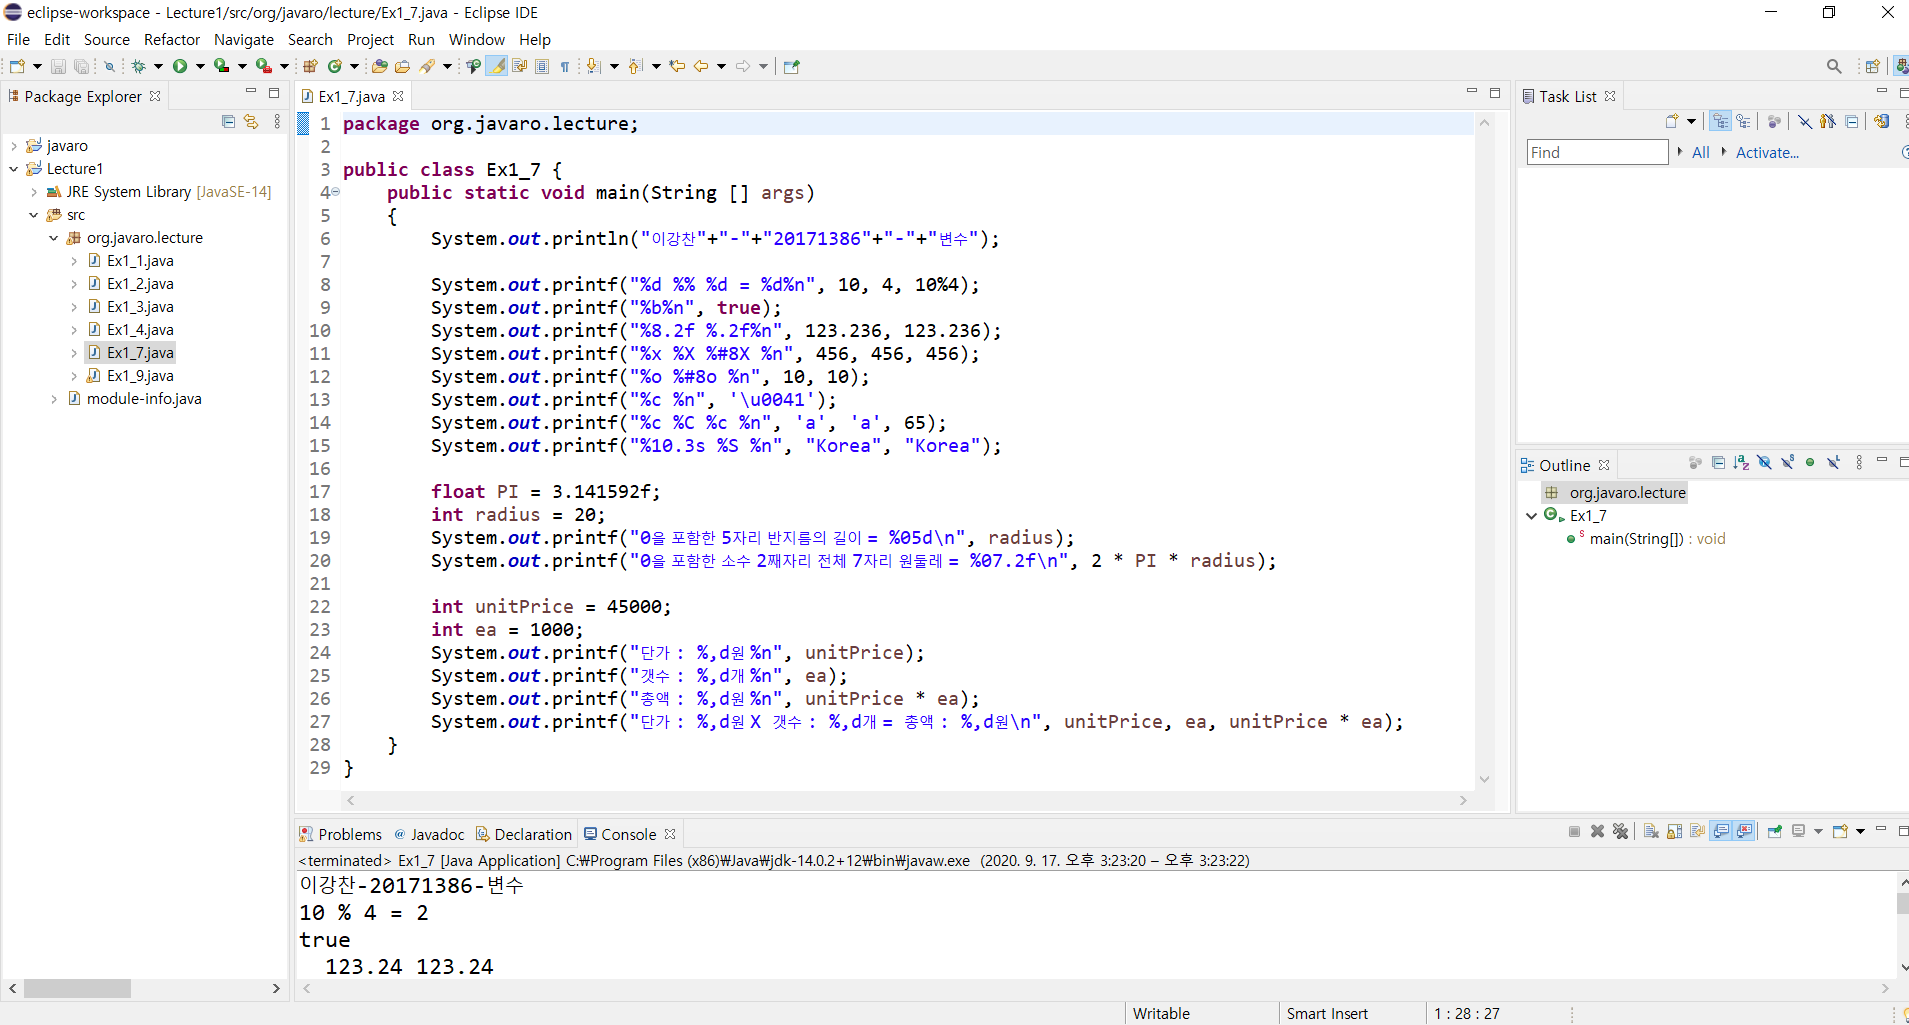 eclipse-workspace - Lecture1/src/org/javaro/lecture/Ex1_7.java - Eclipse IDE
File Edit Source Refactor Navigate Search Project Run Window Help
Package Explorer
javaro
Lecture1
JRE System Library [JavaSE-14]
src
org.javaro.lecture
Ex1_1.java
Ex1_2.java
Ex1_3.java
Ex1_4.java
Ex1_7.java
Ex1_9.java
module-info.java
Ex1_7.java
1 package org.javaro.lecture;
2
3 public class Ex1_7 {
4 public static void main(String [] args)
5 {
6 System.out.println("이강찬"+"-"+"20171386"+"-"+"변수");
7
8 System.out.printf("%d %% %d = %d%n", 10, 4, 10%4);
9 System.out.printf("%b%n", true);
10 System.out.printf("%8.2f %.2f%n", 123.236, 123.236);
11 System.out.printf("%x %X %#8X %n", 456, 456, 456);
12 System.out.printf("%o %#8o %n", 10, 10);
13 System.out.printf("%c %n", '\u0041');
14 System.out.printf("%c %C %c %n", 'a', 'a', 65);
15 System.out.printf("%10.3s %S %n", "Korea", "Korea");
16
17 float PI = 3.141592f;
18 int radius = 20;
19 System.out.printf("0을 포함한 5자리 반지름의 길이 = %05d\n", radius);
20 System.out.printf("0을 포함한 소수 2째자리 전체 7자리 원둘레 = %07.2f\n", 2 * PI * radius);
21
22 int unitPrice = 45000;
23 int ea = 1000;
24 System.out.printf("단가 : %,d원 %n", unitPrice);
25 System.out.printf("갯수 : %,d개 %n", ea);
26 System.out.printf("총액 : %,d원 %n", unitPrice * ea);
27 System.out.printf("단가 : %,d원 X 갯수 : %,d개 = 총액 : %,d원\n", unitPrice, ea, unitPrice * ea);
28 }
29 }
Task List
Find All Activate...
Outline
org.javaro.lecture
Ex1_7
main(String[]) : void
Problems @ Javadoc Declaration Console
<terminated> Ex1_7 [Java Application] C:₩Program Files (x86)₩Java₩jdk-14.0.2+12₩bin₩javaw.exe (2020. 9. 17. 오후 3:23:20 – 오후 3:23:22)
이강찬-20171386-변수
10 % 4 = 2
true
123.24 123.24
Writable Smart Insert 1 : 28 : 27